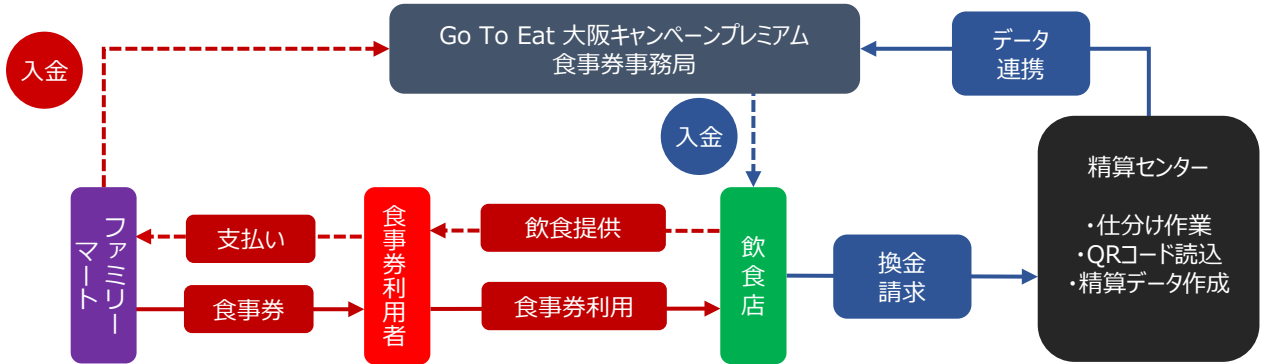 Go To Eat 大阪キャンペーンプレミアム
食事券事務局
データ
連携
入金
入金
精算センター
・仕分け作業
・QRコード読込
・精算データ作成
ファミリー
マート
支払い
食事券
食事券利用者
飲食提供
食事券利用
飲食店
換金
請求